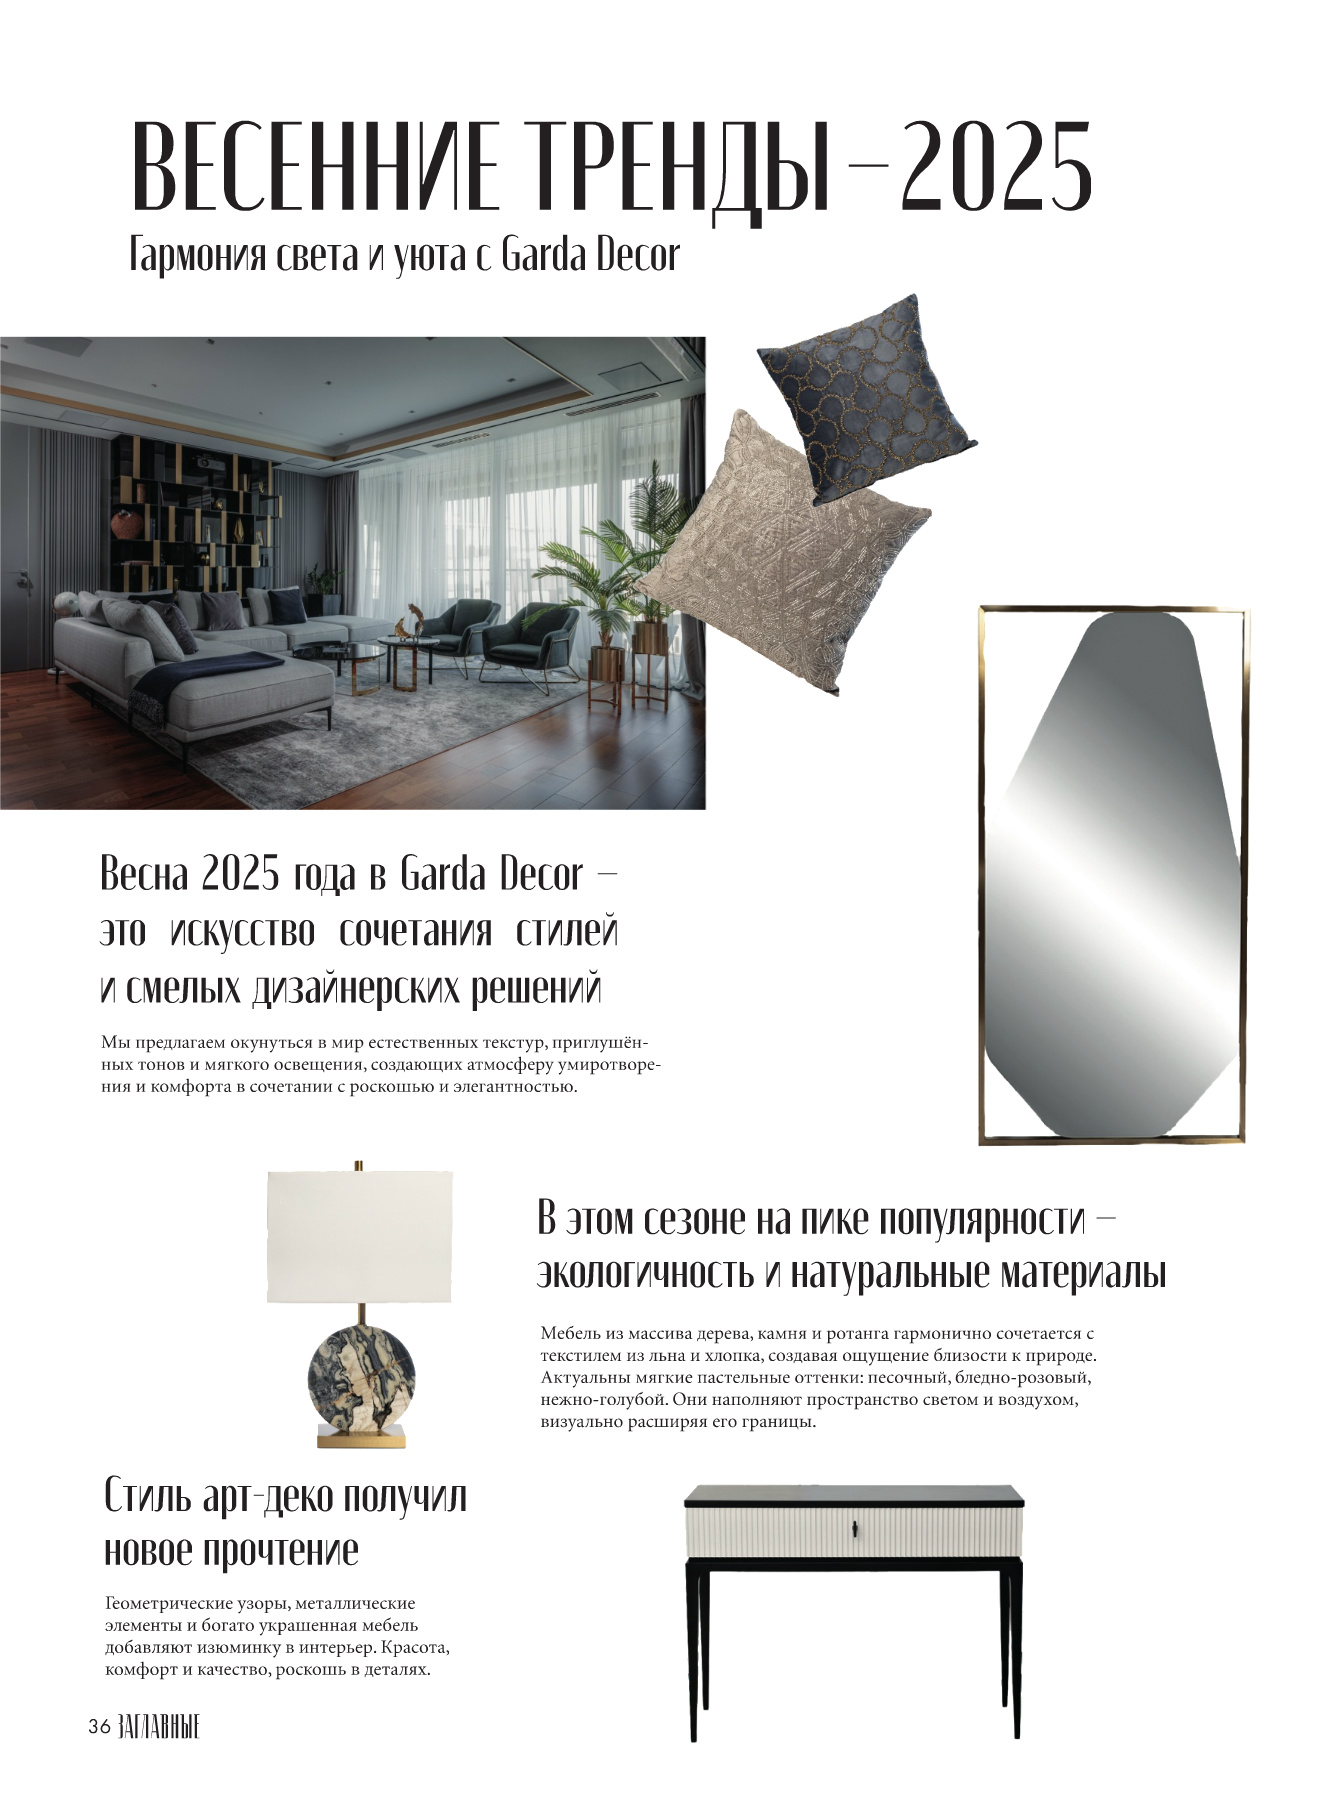 ВЕСЕННИЕ ТРЕНДЫ – 2025
Гармония света и уюта с Garda Decor
Весна 2025 года в Garda Decor –
это искусство сочетания стилей
и смелых дизайнерских решений
Мы предлагаем окунуться в мир естественных текстур, приглушён-
ных тонов и мягкого освещения, создающих атмосферу умиротворе-
ния и комфорта в сочетании с роскошью и элегантностью.
В этом сезоне на пике популярности –
экологичность и натуральные материалы
Мебель из массива дерева, камня и ротанга гармонично сочетается с
текстилем из льна и хлопка, создавая ощущение близости к природе.
Актуальны мягкие пастельные оттенки: песочный, бледно-розовый,
нежно-голубой. Они наполняют пространство светом и воздухом,
визуально расширяя его границы.
Стиль арт-деко получил
новое прочтение
Геометрические узоры, металлические
элементы и богато украшенная мебель
добавляют изюминку в интерьер. Красота,
комфорт и качество, роскошь в деталях.
36 ЗАГЛАВНЫЕ